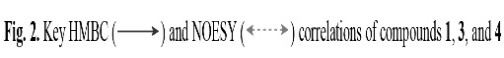 Fig. 2. Key HMBC (⟶) and NOESY (⇠⇢) correlations of compounds 1, 3, and 4